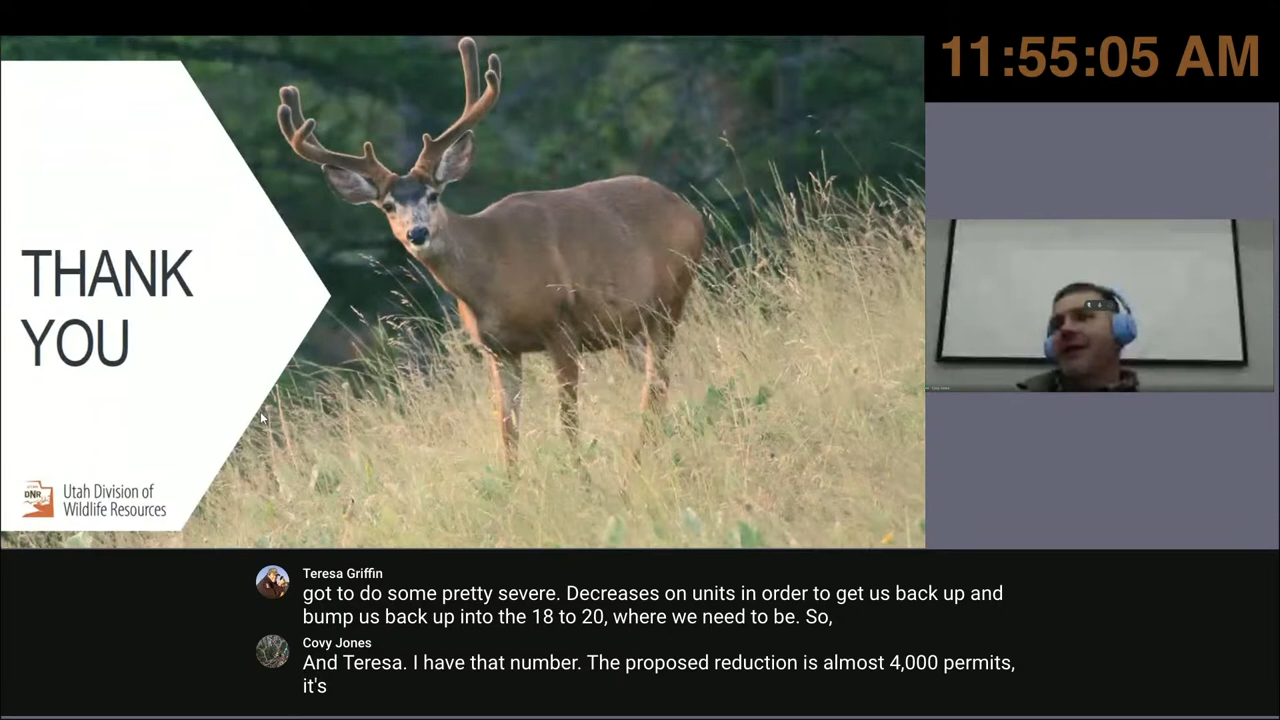 11:55:05 AM
THANK
YOU
UTAH
DNR
Utah Division of
Wildlife Resources
Teresa Griffin
got to do some pretty severe. Decreases on units in order to get us back up and
bump us back up into the 18 to 20, where we need to be. So,
Covy Jones
And Teresa. I have that number. The proposed reduction is almost 4,000 permits,
it's